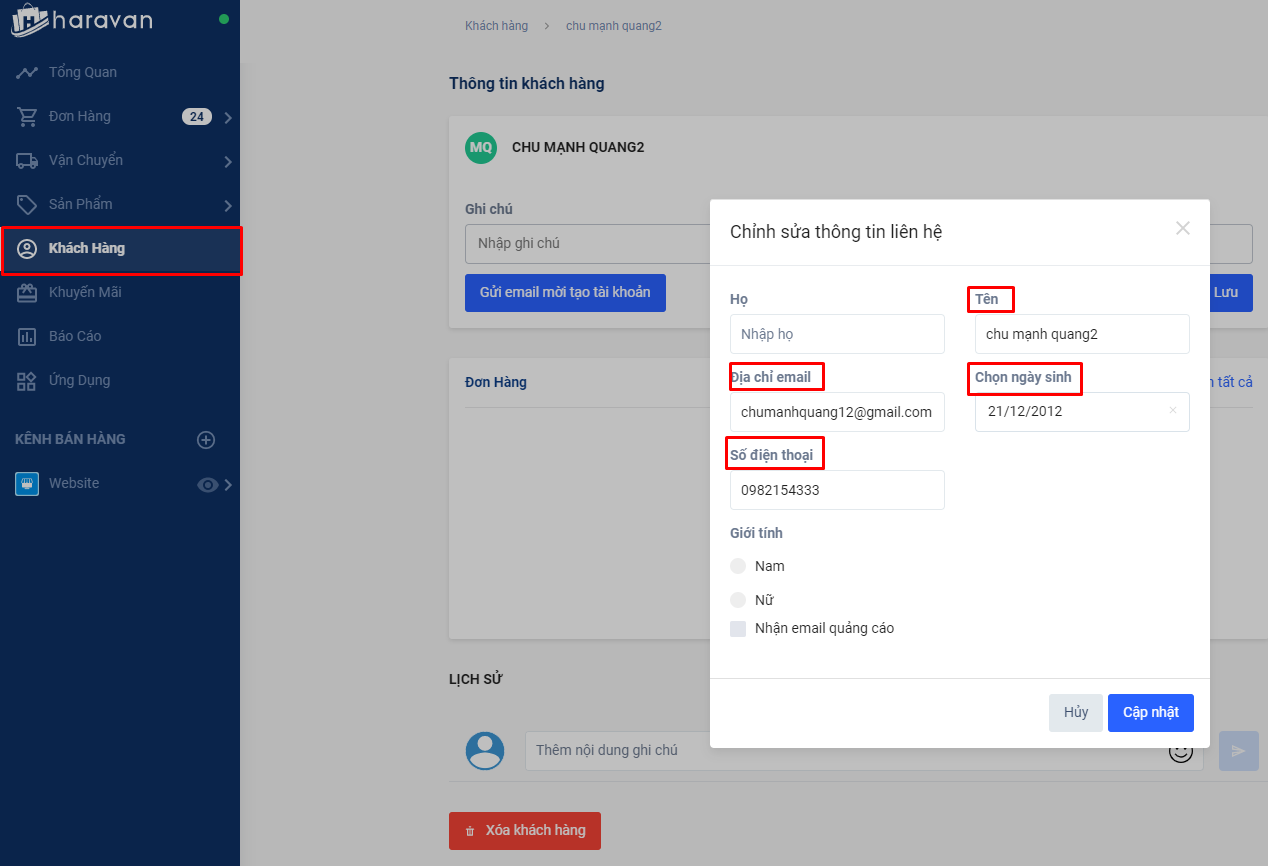 haravan
Tổng Quan
Đơn Hàng 24
Vận Chuyển
Sản Phẩm
Khách Hàng
Khuyến Mãi
Báo Cáo
Ứng Dụng
KÊNH BÁN HÀNG
Website
Khách hàng > chu mạnh quang2
Thông tin khách hàng
MQ CHU MẠNH QUANG2
Ghi chú
Nhập ghi chú
Gửi email mời tạo tài khoản
Lưu
Đơn Hàng
tất cả
Chỉnh sửa thông tin liên hệ
Họ
Nhập họ
Tên
chu mạnh quang2
Địa chỉ email
chumanhquang12@gmail.com
Chọn ngày sinh
21/12/2012
Số điện thoại
0982154333
Giới tính
Nam
Nữ
Nhận email quảng cáo
Hủy Cập nhật
LỊCH SỬ
Thêm nội dung ghi chú
Xóa khách hàng